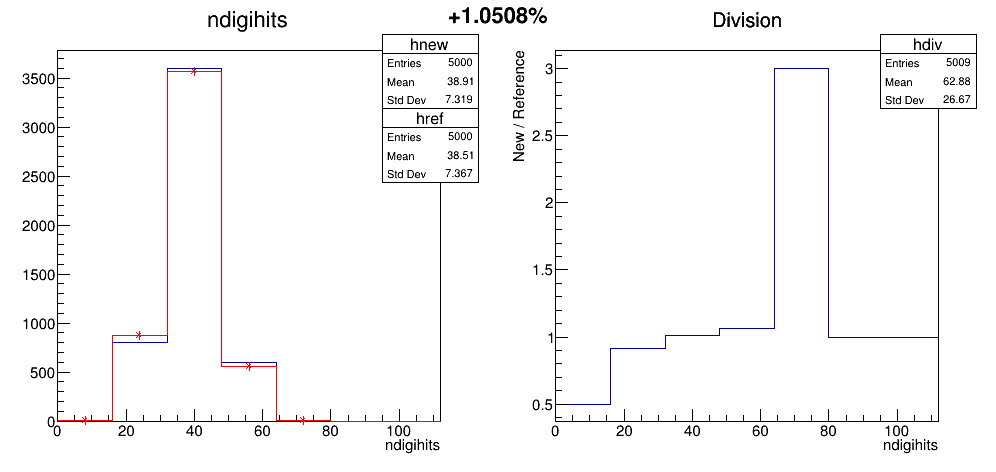 +1.0508%
ndigihits
hnew
Entries 5000
Mean 38.91
Std Dev 7.319
href
Entries 5000
Mean 38.51
Std Dev 7.367
3500
3000
2500
2000
1500
1000
500
0
0 20 40 60 80 100
ndigihits
Division
hdiv
Entries 5009
Mean 62.88
Std Dev 26.67
New / Reference
3
2.5
2
1.5
1
0.5
0 20 40 60 80 100
ndigihits